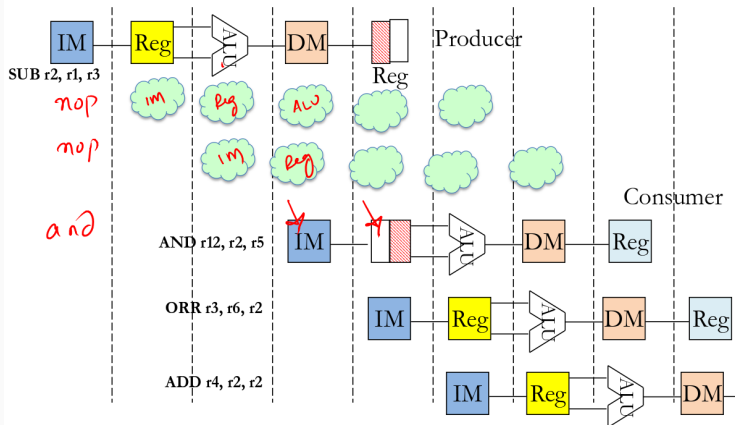 IM Reg ALU DM Reg Producer
SUB r2, r1, r3
nop IM Reg ALU
nop IM Reg
Consumer
and AND r12, r2, r5 IM ALU DM Reg
ORR r3, r6, r2 IM Reg ALU DM Reg
ADD r4, r2, r2 IM Reg ALU DM